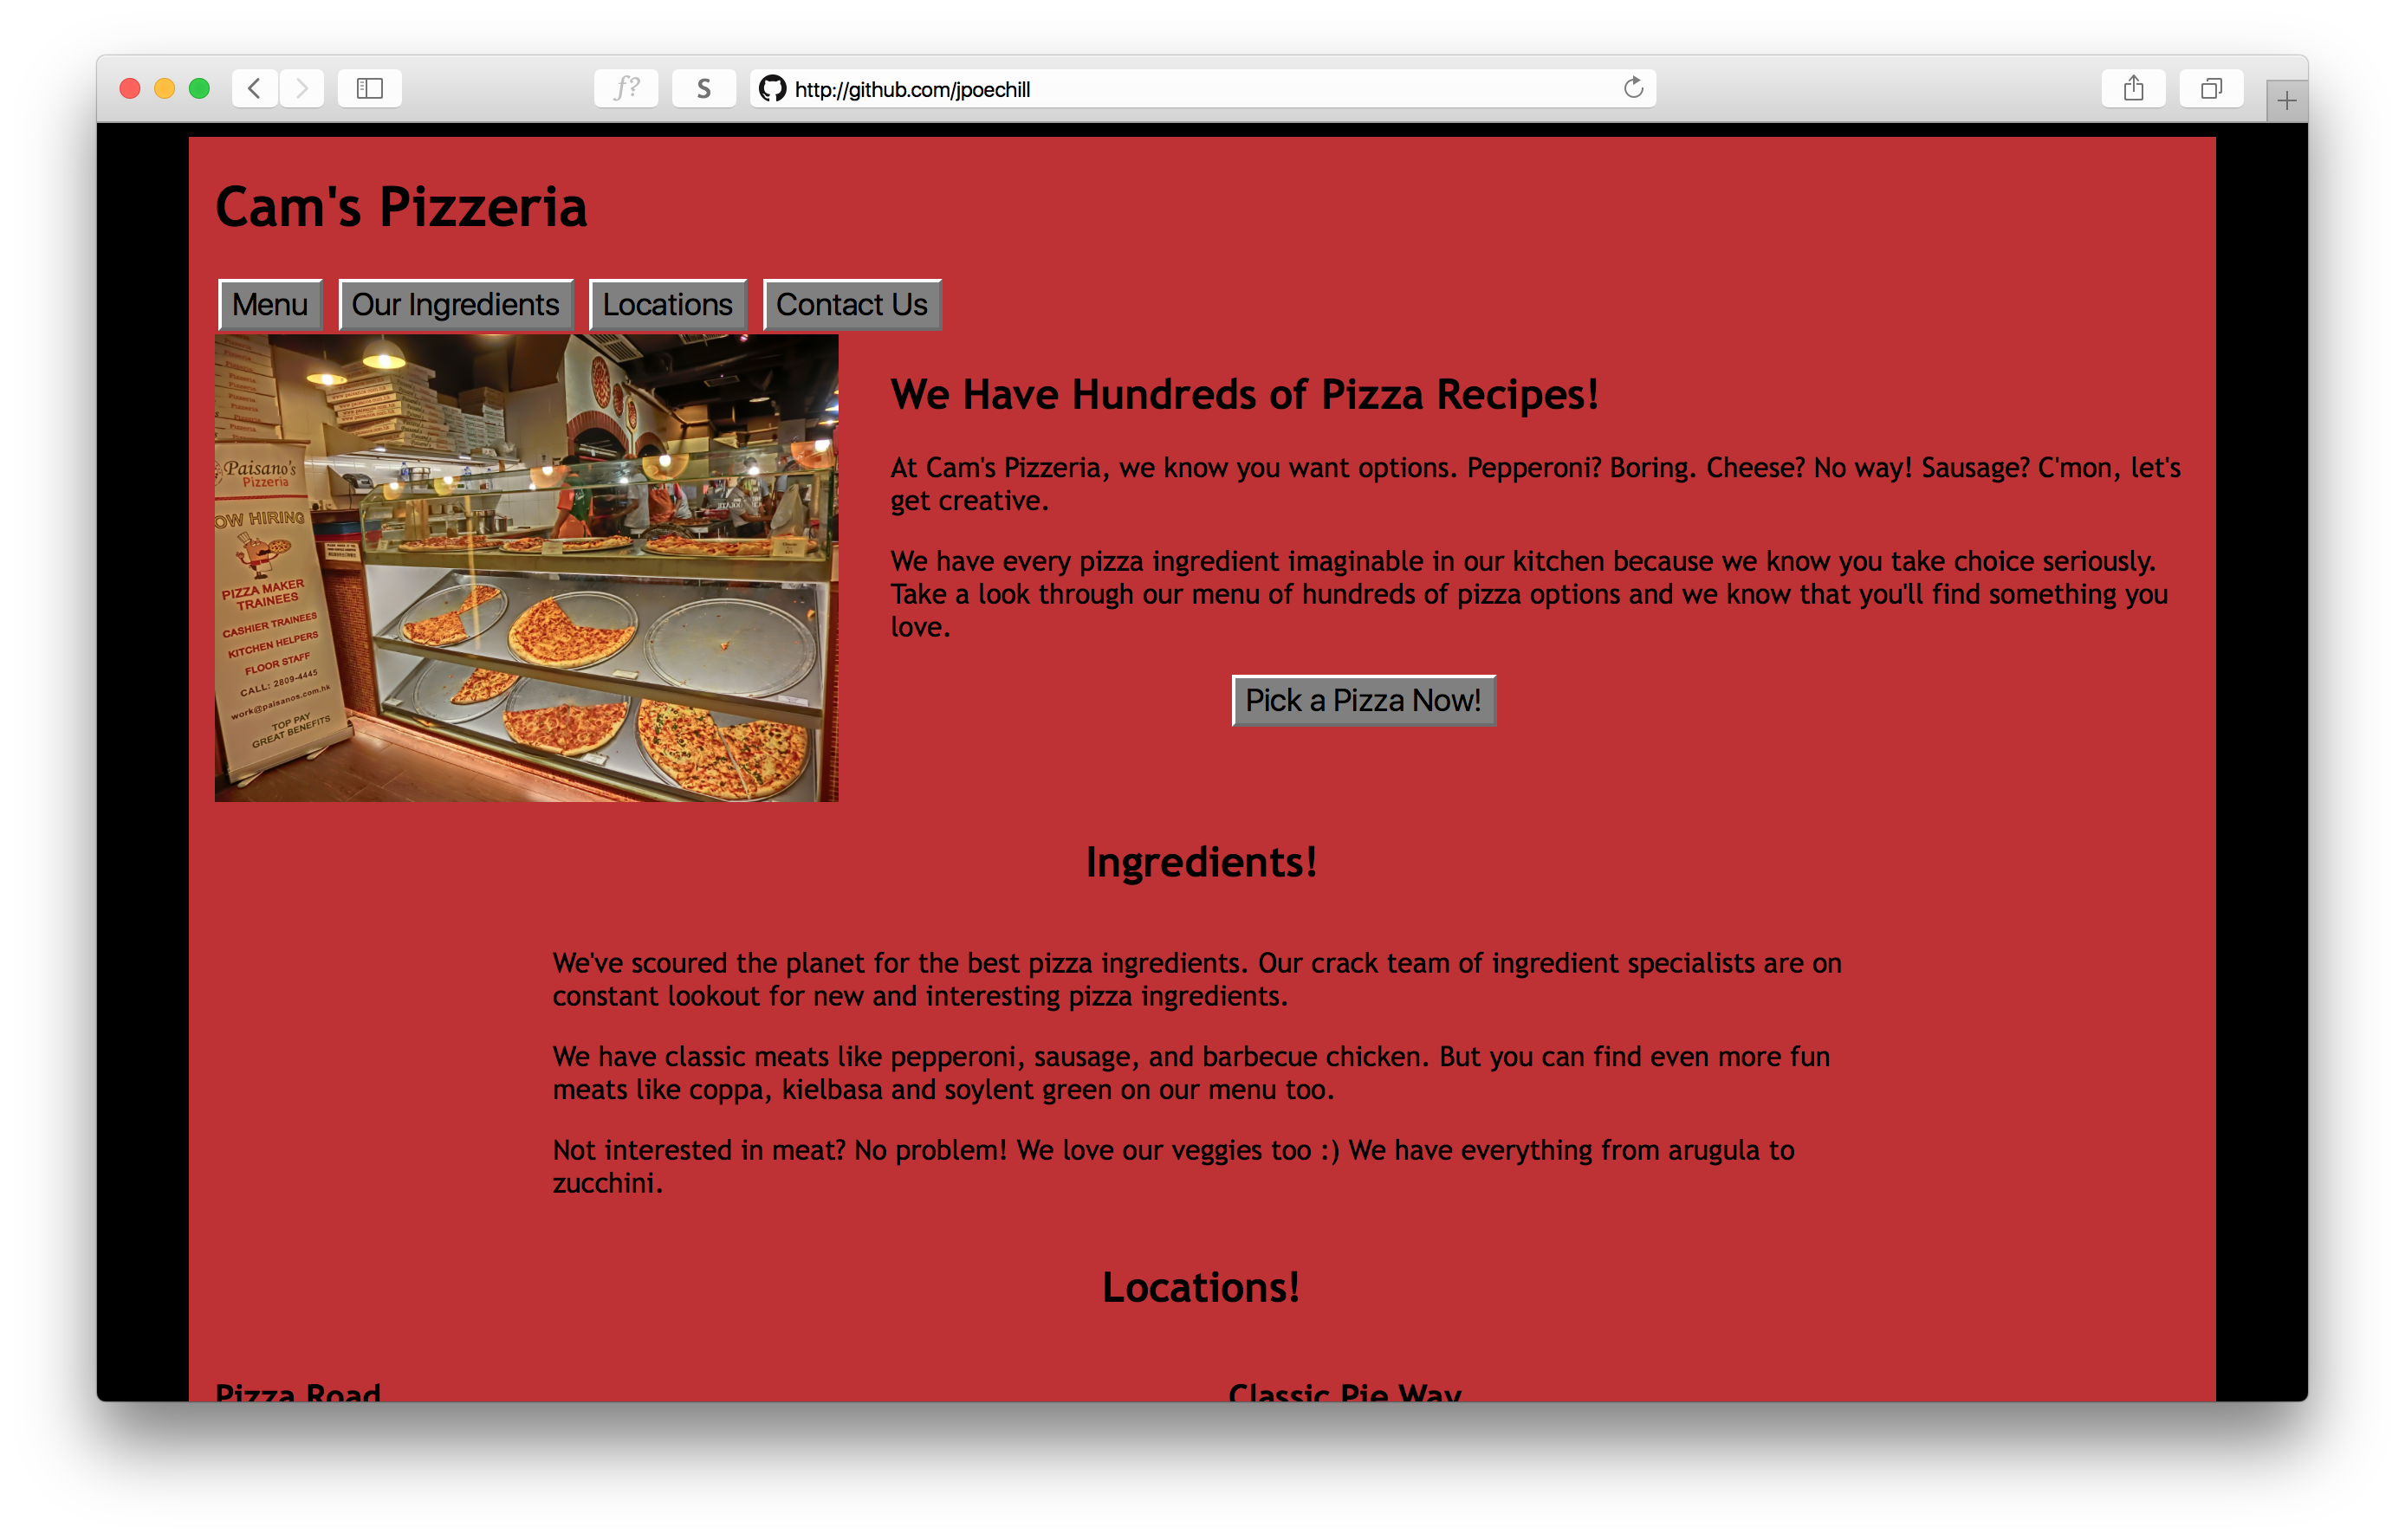 f?
S
http://github.com/jpoechill
Cam's Pizzeria
Menu
Our Ingredients
Locations
Contact Us
Paisano's
Pizzeria
OW HIRING
PIZZA MAKER
TRAINEES
CASHIER TRAINEES
KITCHEN HELPERS
FLOOR STAFF
CALL: 2809-4445
work@paisanos.com.hk
TOP PAY
GREAT BENEFITS
We Have Hundreds of Pizza Recipes!
At Cam's Pizzeria, we know you want options. Pepperoni? Boring. Cheese? No way! Sausage? C'mon, let's
get creative.
We have every pizza ingredient imaginable in our kitchen because we know you take choice seriously.
Take a look through our menu of hundreds of pizza options and we know that you'll find something you
love.
Pick a Pizza Now!
Ingredients!
We've scoured the planet for the best pizza ingredients. Our crack team of ingredient specialists are on
constant lookout for new and interesting pizza ingredients.
We have classic meats like pepperoni, sausage, and barbecue chicken. But you can find even more fun
meats like coppa, kielbasa and soylent green on our menu too.
Not interested in meat? No problem! We love our veggies too :) We have everything from arugula to
zucchini.
Locations!
Pizza Road
Classic Pie Way